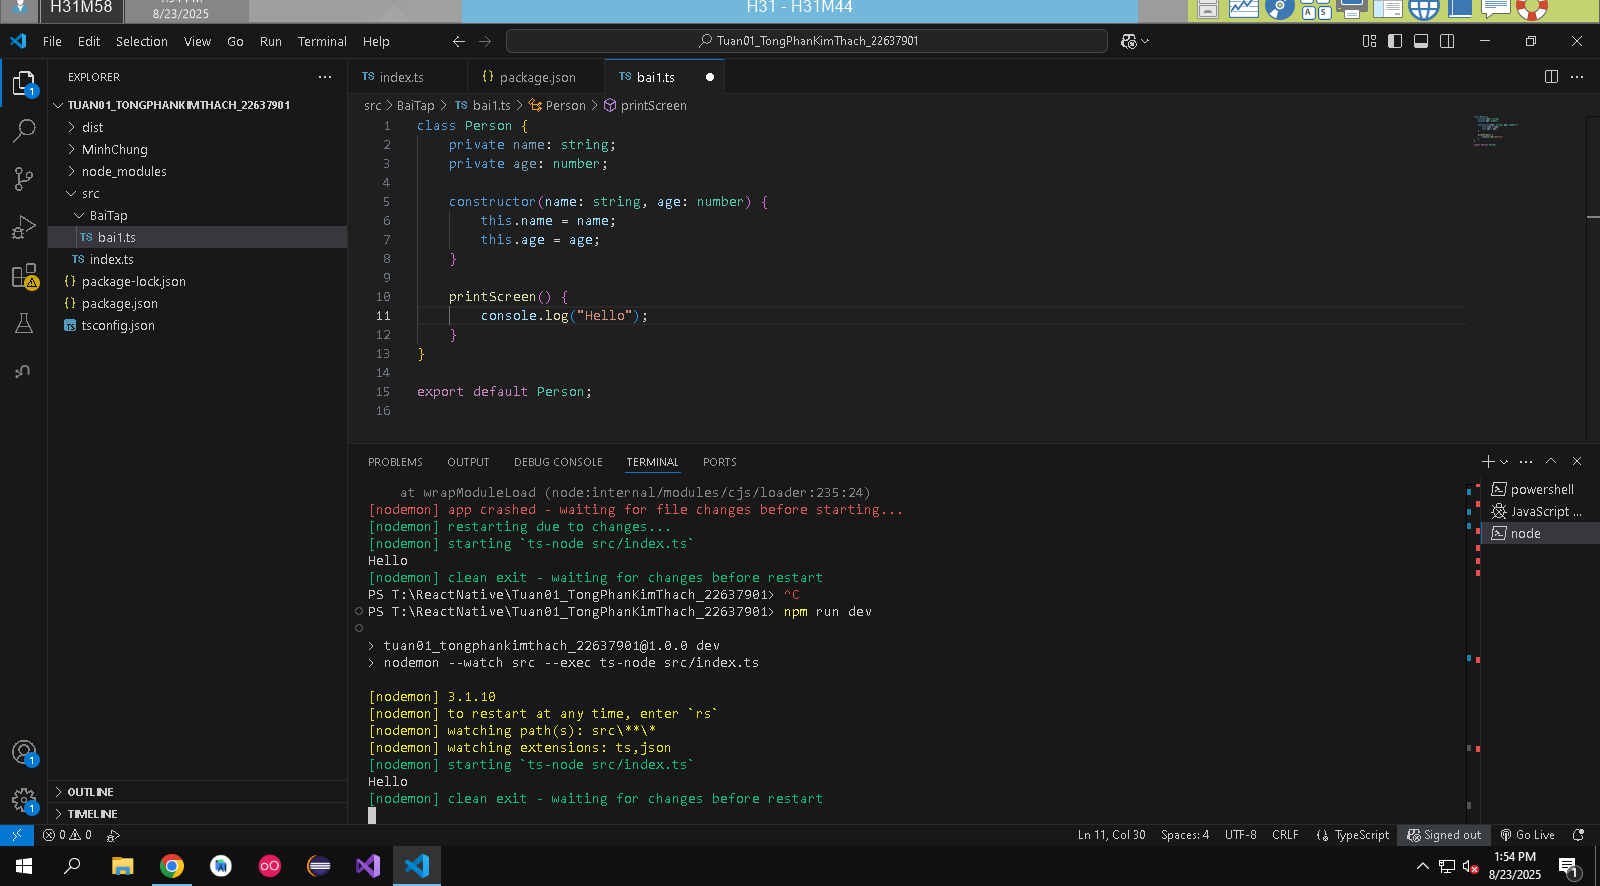 H31M58
8/23/2025
H31 - H31M44
A S
File Edit Selection View Go Run Terminal Help
Tuan01_TongPhanKimThach_22637901
EXPLORER
TUAN01_TONGPHANKIMTHACH_22637901
dist
MinhChung
node_modules
src
BaiTap
TS bai1.ts
TS index.ts
{} package-lock.json
{} package.json
TS tsconfig.json
OUTLINE
TIMELINE
1
1
1
TS index.ts
{} package.json
TS bai1.ts
src > BaiTap > TS bai1.ts > Person > printScreen
1 class Person {
2 private name: string;
3 private age: number;
4
5 constructor(name: string, age: number) {
6 this.name = name;
7 this.age = age;
8 }
9
10 printScreen() {
11 console.log("Hello");
12 }
13 }
14
15 export default Person;
16
PROBLEMS OUTPUT DEBUG CONSOLE TERMINAL PORTS
at wrapModuleLoad (node:internal/modules/cjs/loader:235:24)
[nodemon] app crashed - waiting for file changes before starting...
[nodemon] restarting due to changes...
[nodemon] starting `ts-node src/index.ts`
Hello
[nodemon] clean exit - waiting for changes before restart
PS T:\ReactNative\Tuan01_TongPhanKimThach_22637901> ^C
PS T:\ReactNative\Tuan01_TongPhanKimThach_22637901> npm run dev
> tuan01_tongphankimthach_22637901@1.0.0 dev
> nodemon --watch src --exec ts-node src/index.ts
[nodemon] 3.1.10
[nodemon] to restart at any time, enter `rs`
[nodemon] watching path(s): src\**\*
[nodemon] watching extensions: ts,json
[nodemon] starting `ts-node src/index.ts`
Hello
[nodemon] clean exit - waiting for changes before restart
powershell
JavaScript ...
node
0 0
Ln 11, Col 30 Spaces: 4 UTF-8 CRLF {} TypeScript Signed out Go Live
1:54 PM
8/23/2025
1